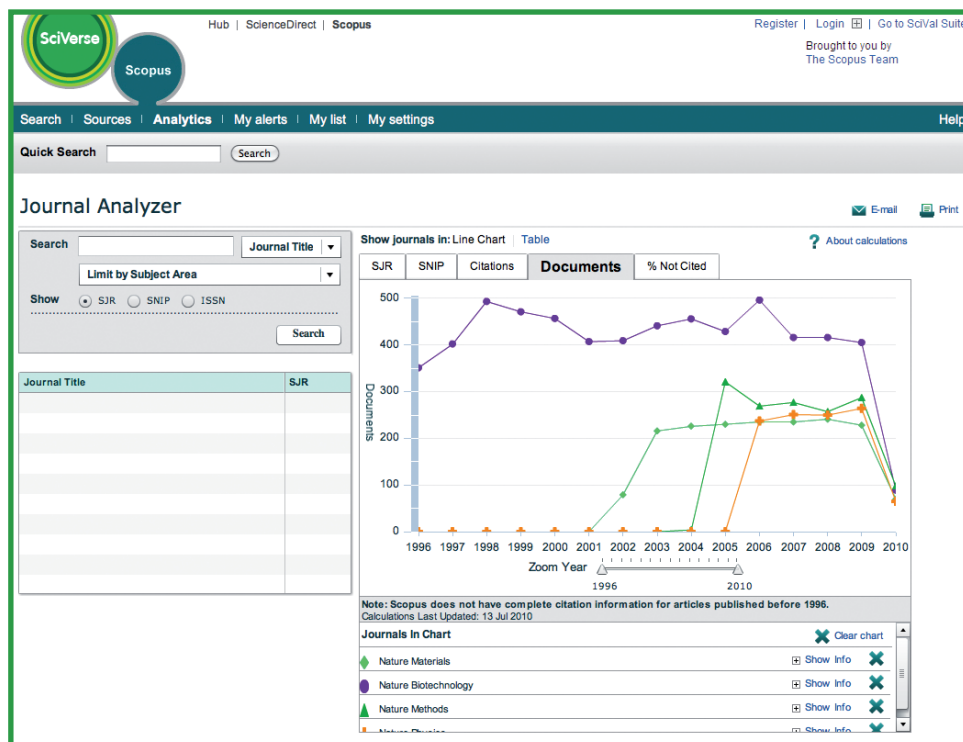 SciVerse
Scopus
Hub | ScienceDirect | Scopus
Register | Login | Go to SciVal Suite
Brought to you by
The Scopus Team
Search | Sources | Analytics | My alerts | My list | My settings
Help
Quick Search
Search
Journal Analyzer
E-mail
Print
Search
Journal Title
Limit by Subject Area
Show
SJR
SNIP
ISSN
Search
Journal Title
SJR
Show journals in: Line Chart | Table
About calculations
SJR
SNIP
Citations
Documents
% Not Cited
Documents
500
400
300
200
100
0
1996 1997 1998 1999 2000 2001 2002 2003 2004 2005 2006 2007 2008 2009 2010
Zoom Year
1996
2010
Note: Scopus does not have complete citation information for articles published before 1996.
Calculations Last Updated: 13 Jul 2010
Journals In Chart
Clear chart
Nature Materials
Show Info
Nature Biotechnology
Show Info
Nature Methods
Show Info
Nature Physics
Show Info